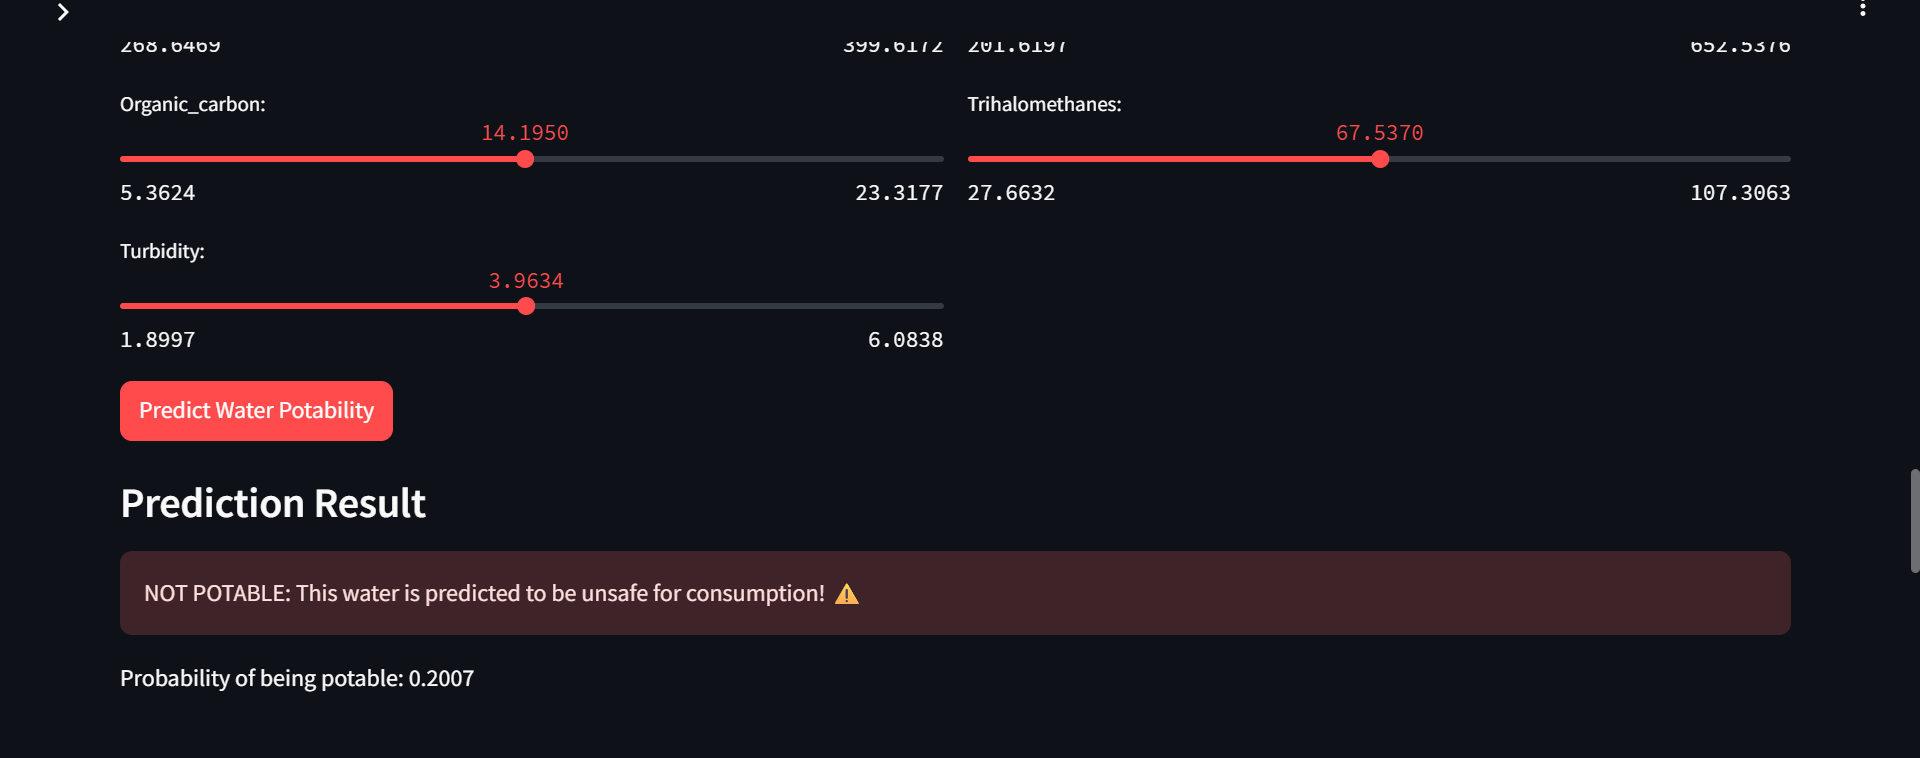 268.6469 399.6172 201.6197 652.5376
Organic_carbon: Trihalomethanes:
14.1950 67.5370
5.3624 23.3177 27.6632 107.3063
Turbidity:
3.9634
1.8997 6.0838
Predict Water Potability
Prediction Result
NOT POTABLE: This water is predicted to be unsafe for consumption! ⚠️
Probability of being potable: 0.2007